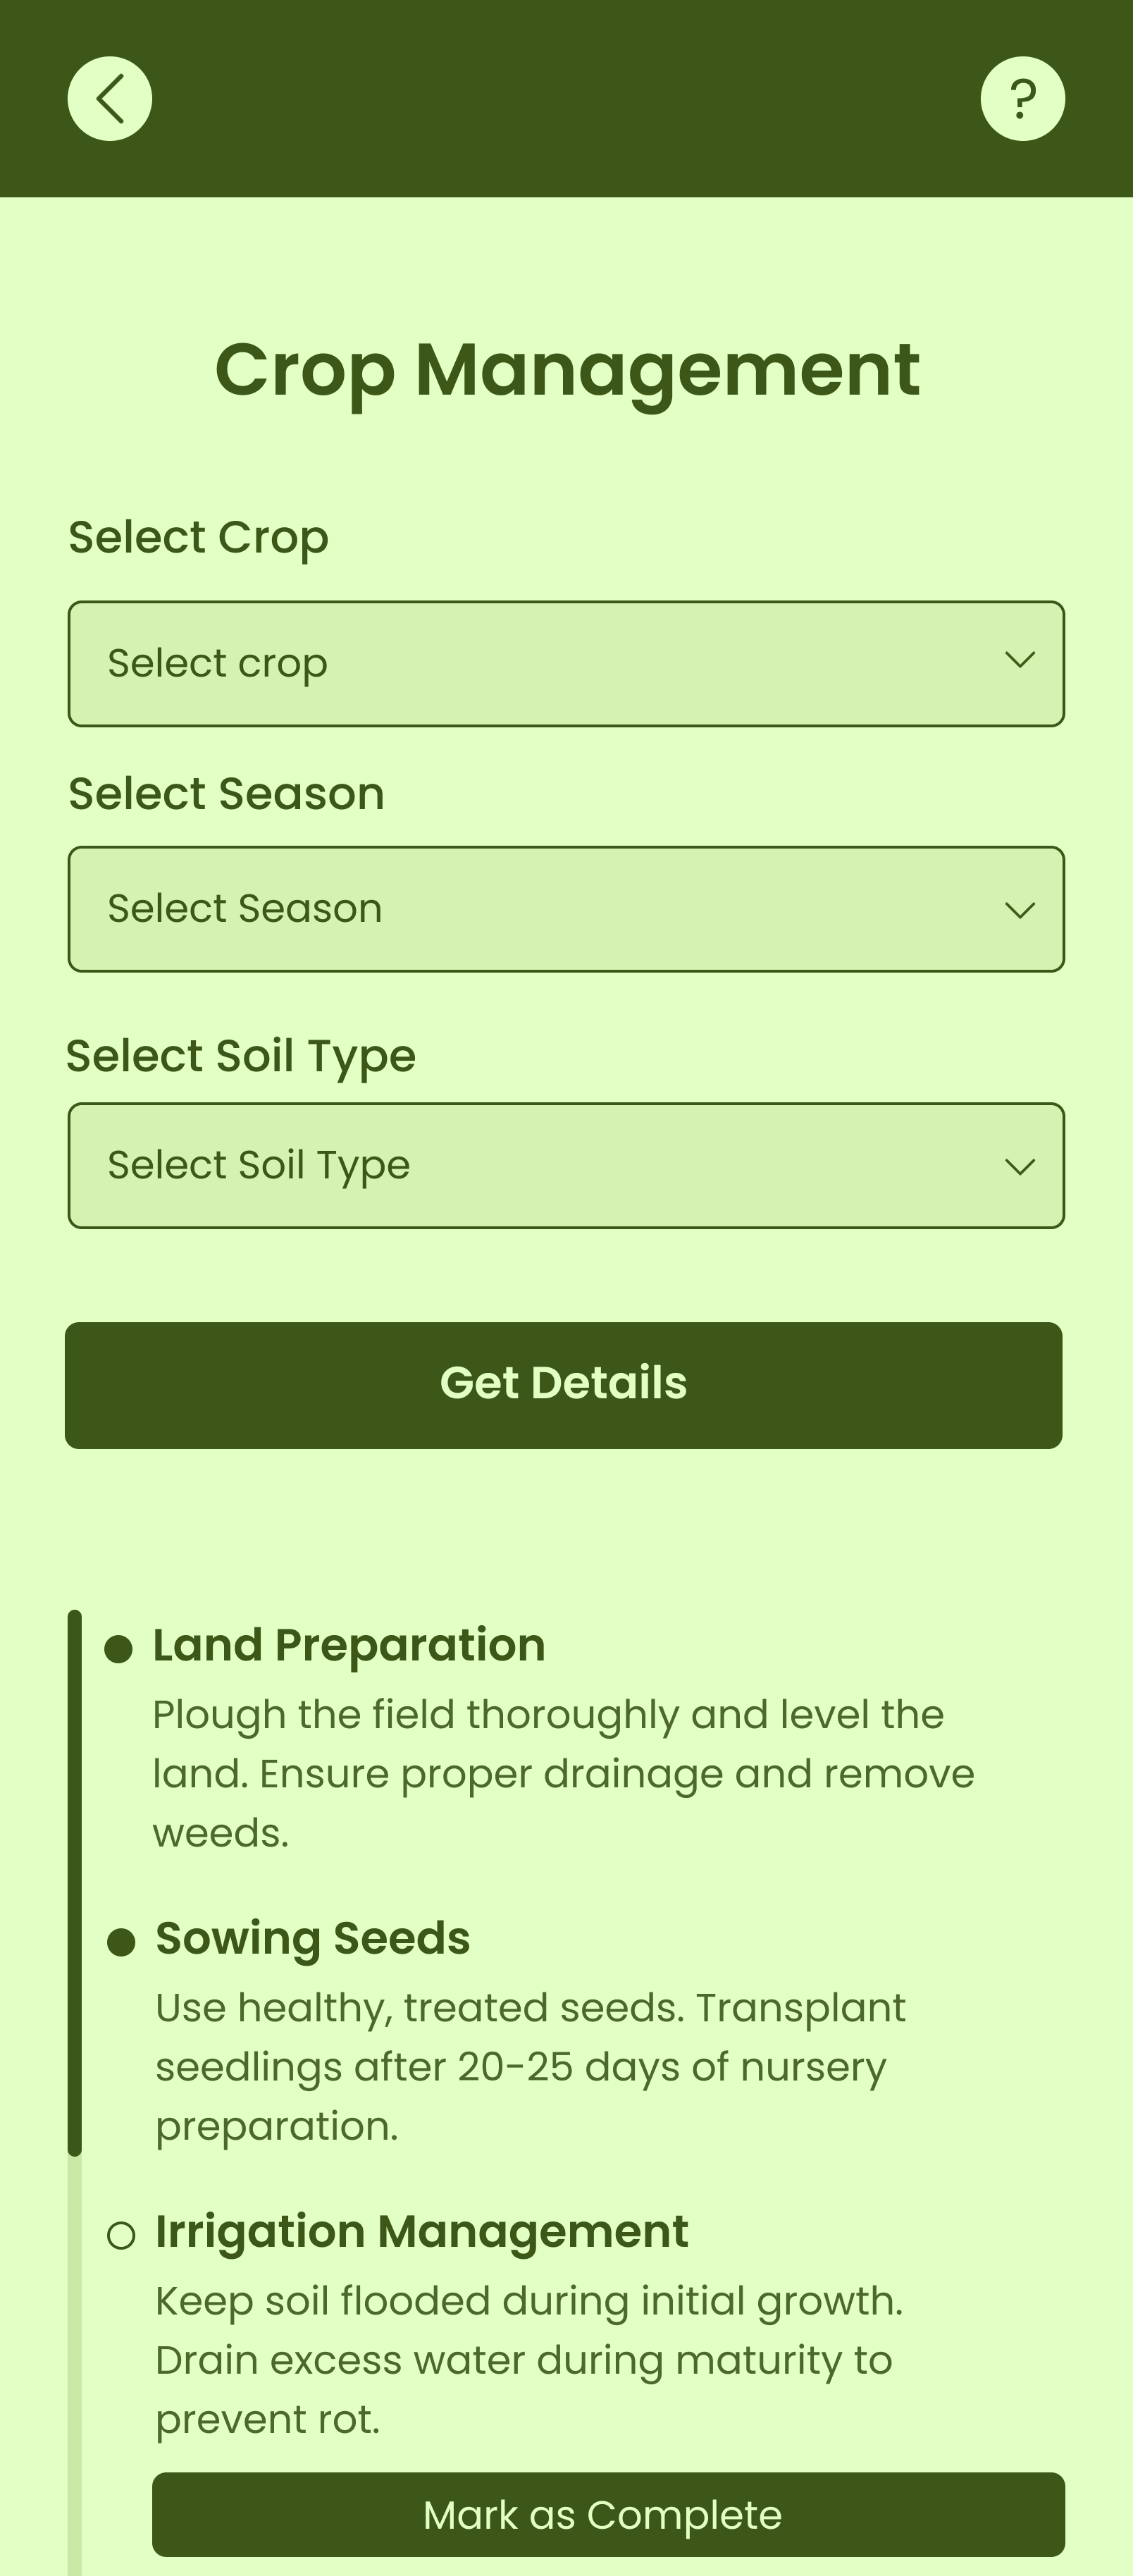 ?
Crop Management
Select Crop
Select crop
Select Season
Select Season
Select Soil Type
Select Soil Type
Get Details
Land Preparation
Plough the field thoroughly and level the
land. Ensure proper drainage and remove
weeds.
Sowing Seeds
Use healthy, treated seeds. Transplant
seedlings after 20-25 days of nursery
preparation.
Irrigation Management
Keep soil flooded during initial growth.
Drain excess water during maturity to
prevent rot.
Mark as Complete